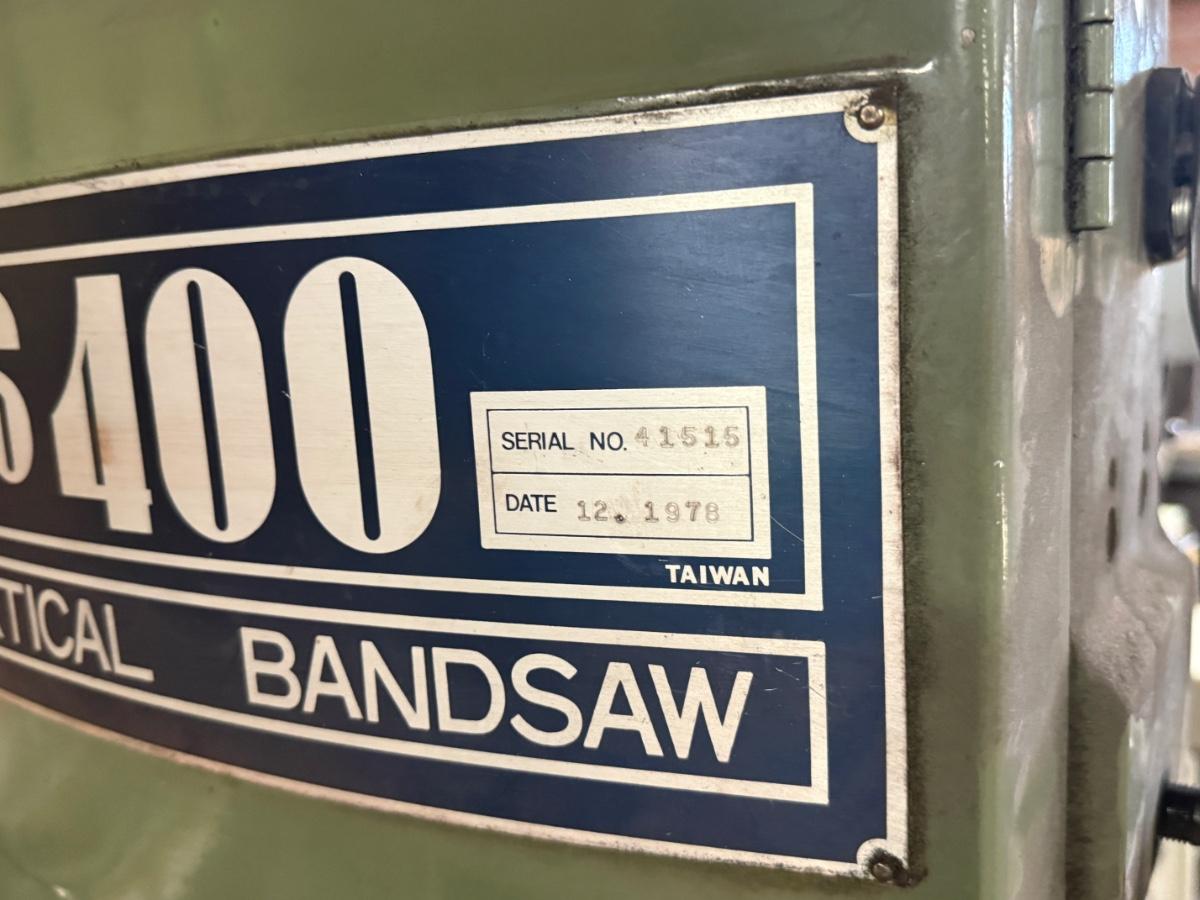 S400
SERIAL NO. 41515
DATE 12. 1978
TAIWAN
TICAL BANDSAW